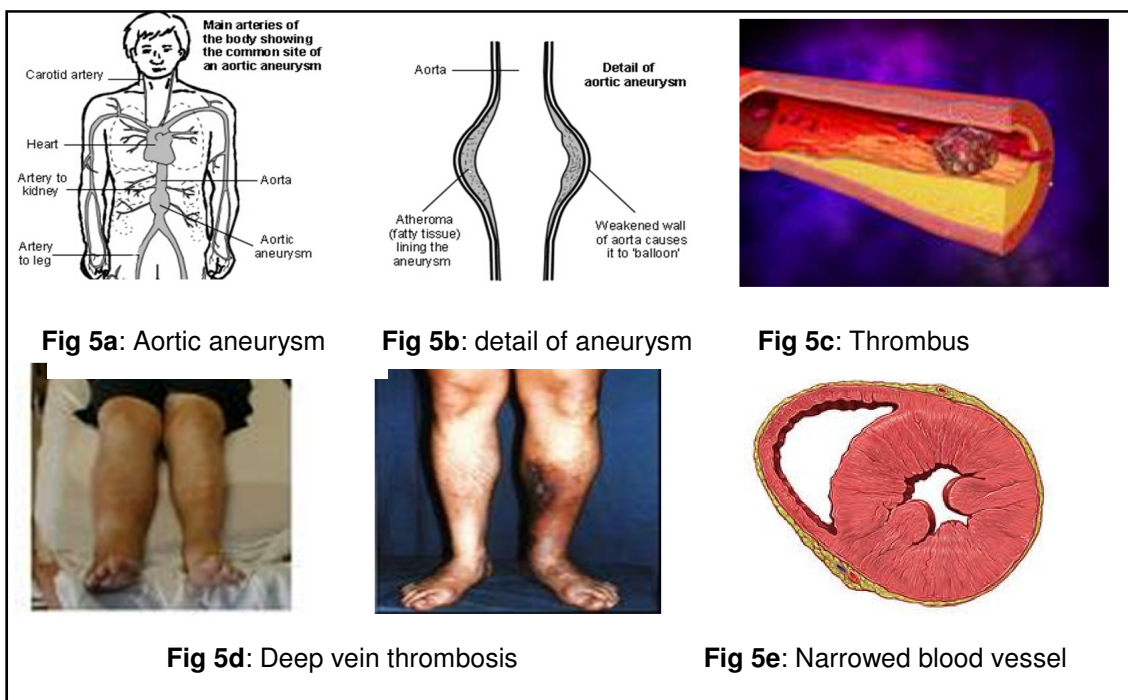 Main arteries of
the body showing
the common site of
an aortic aneurysm
Carotid artery
Heart
Artery to
kidney
Artery
to leg
Aorta
Aortic
aneurysm
Aorta
Detail of
aortic aneurysm
Atheroma
(fatty tissue)
lining the
aneurysm
Weakened wall
of aorta causes
it to 'balloon'
Fig 5a: Aortic aneurysm
Fig 5b: detail of aneurysm
Fig 5c: Thrombus
Fig 5d: Deep vein thrombosis
Fig 5e: Narrowed blood vessel